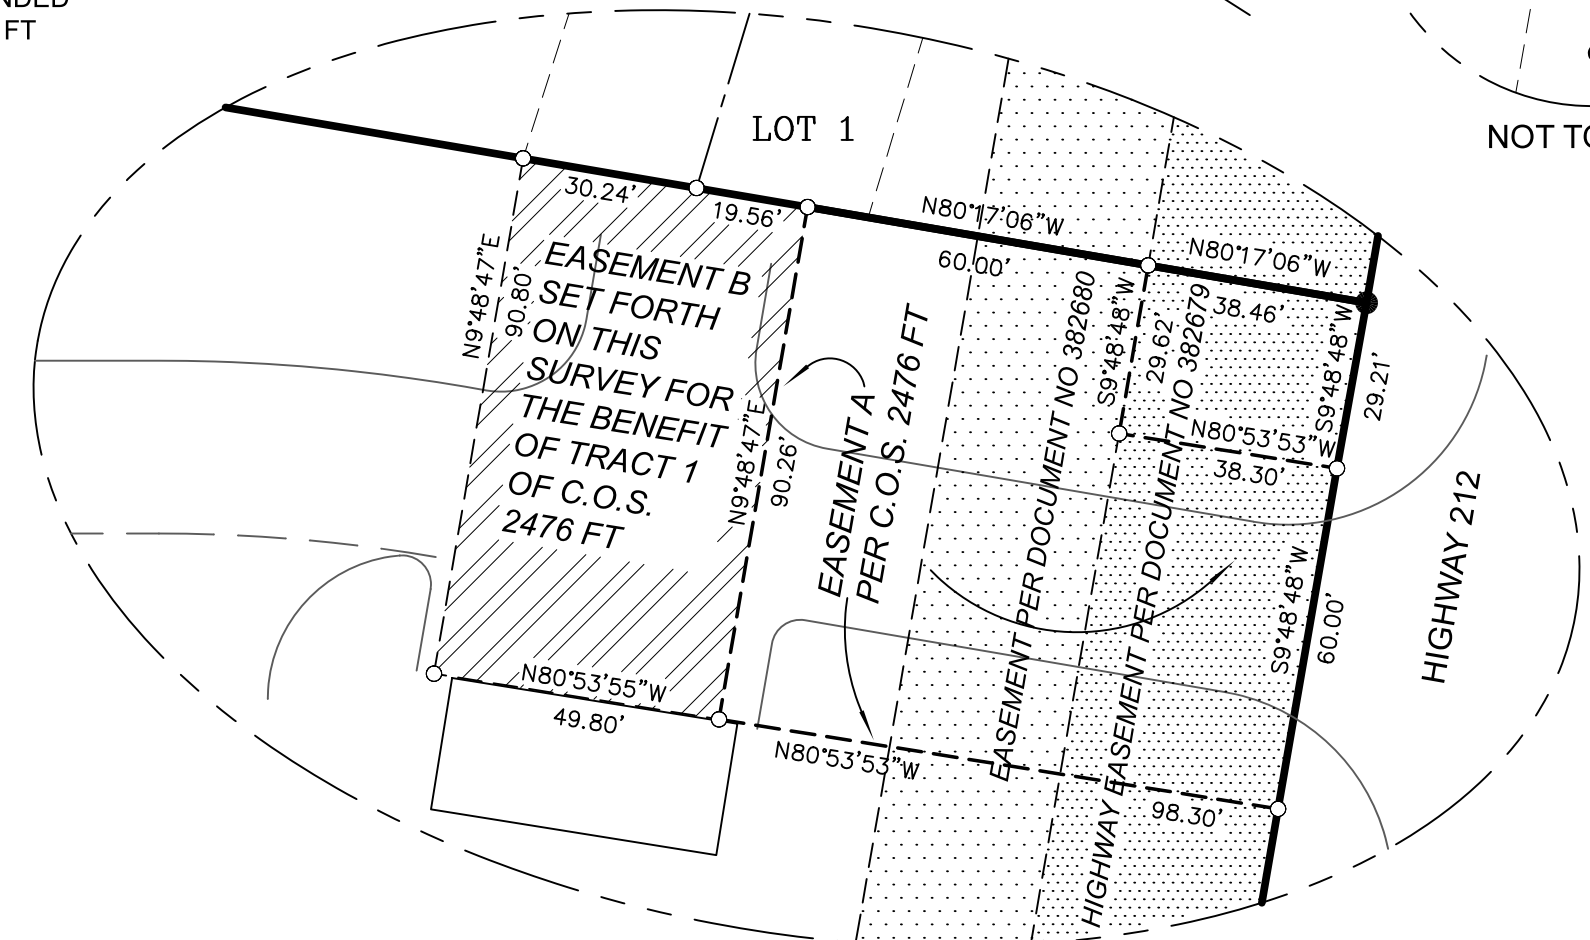 NDED
FT
LOT 1
NOT TO
30.24’
19.56’
N80°17’06”W
60.00’
N80°17’06”W
38.46’
N9°48’47”E
90.80’
EASEMENT B
SET FORTH
ON THIS
SURVEY FOR
THE BENEFIT
OF TRACT 1
OF C.O.S.
2476 FT
N9°48’47”E
90.26’
EASEMENT A
PER C.O.S. 2476 FT
EASEMENT PER DOCUMENT NO 382680
S9°48’48”W
29.62’
HIGHWAY EASEMENT PER DOCUMENT NO 382679
S9°48’48”W
29.21’
N80°53’53”W
38.30’
S9°48’48”W
60.00’
HIGHWAY 212
N80°53’55”W
49.80’
N80°53’53”W
98.30’